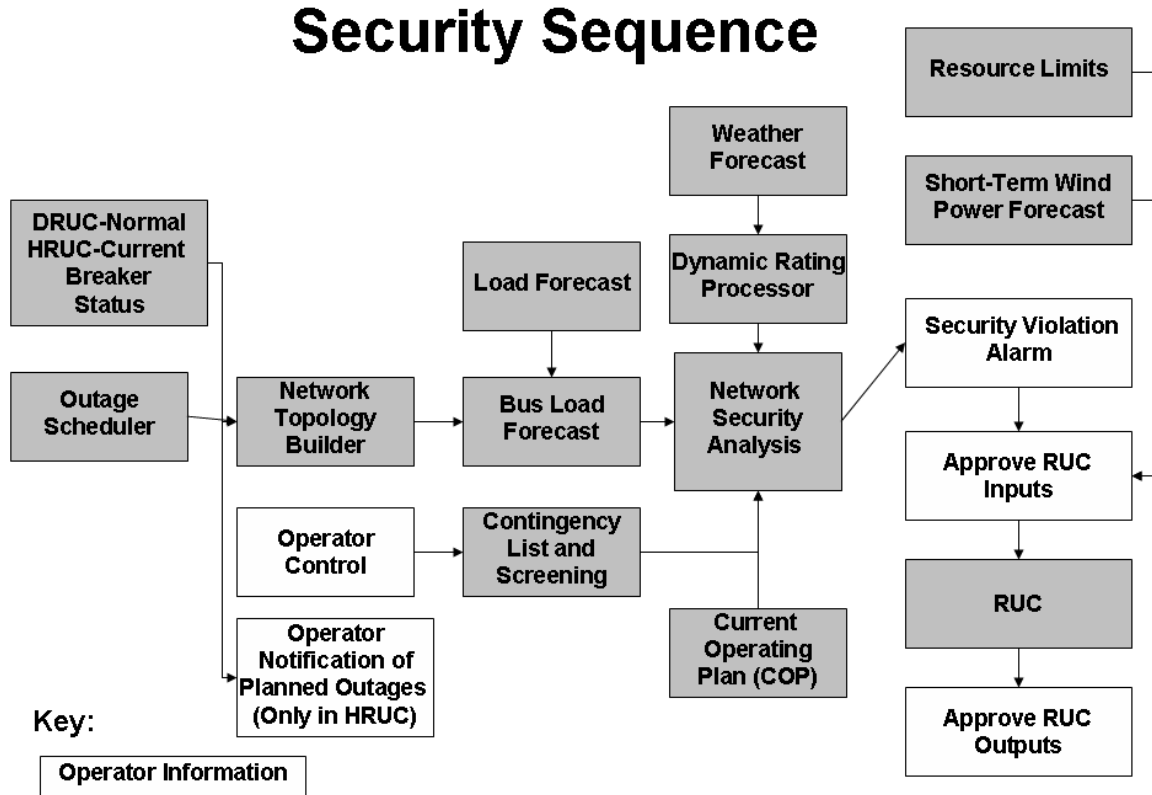 Security Sequence
Resource Limits
Weather
Forecast
Short-Term Wind
Power Forecast
DRUC-Normal
HRUC-Current
Breaker
Status
Load Forecast
Dynamic Rating
Processor
Security Violation
Alarm
Outage
Scheduler
Network
Topology
Builder
Bus Load
Forecast
Network
Security
Analysis
Approve RUC
Inputs
Operator
Control
Contingency
List and
Screening
RUC
Operator
Notification of
Planned Outages
(Only in HRUC)
Current
Operating
Plan (COP)
Approve RUC
Outputs
Key:
Operator Information